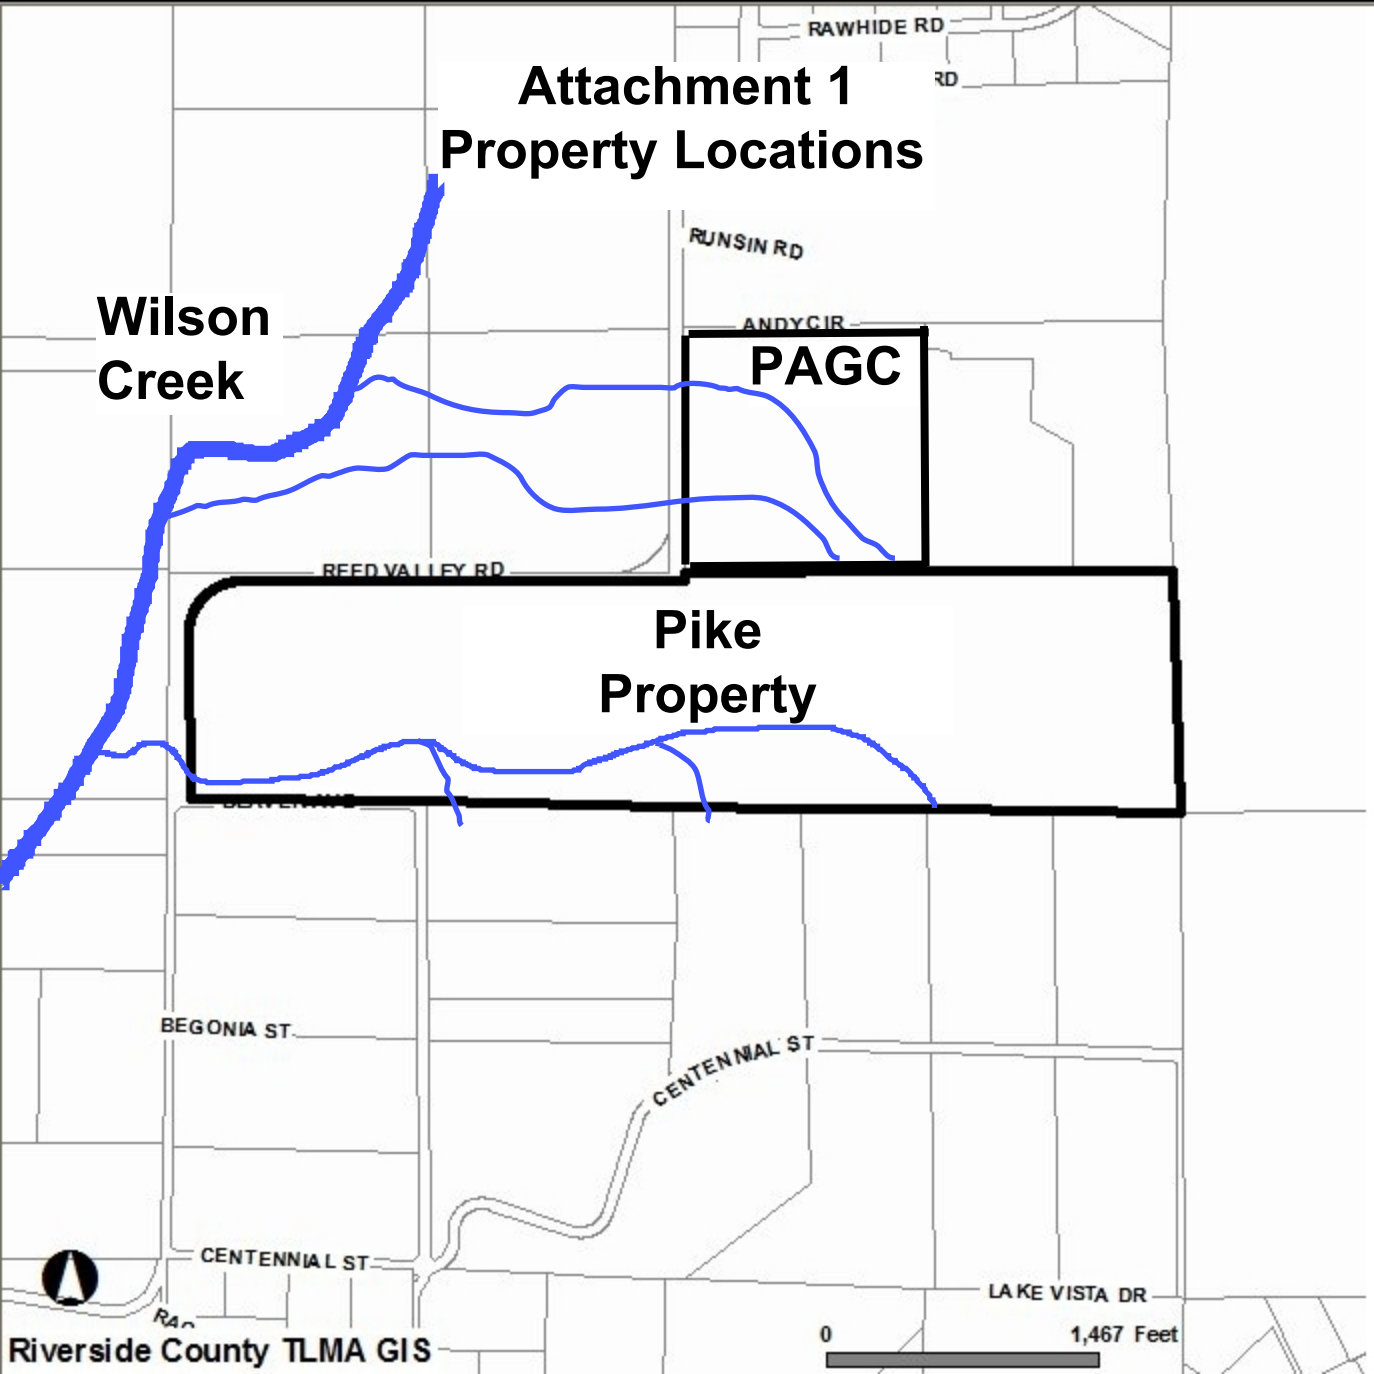 RAWHIDE RD
RD
Attachment 1
Property Locations
RUNSIN RD
Wilson
Creek
ANDY CIR
PAGC
REED VALLEY RD
Pike
Property
BEGONIA ST
CENTENNIAL ST
CENTENNIAL ST
LAKE VISTA DR
Riverside County TLMA GIS
0 1,467 Feet